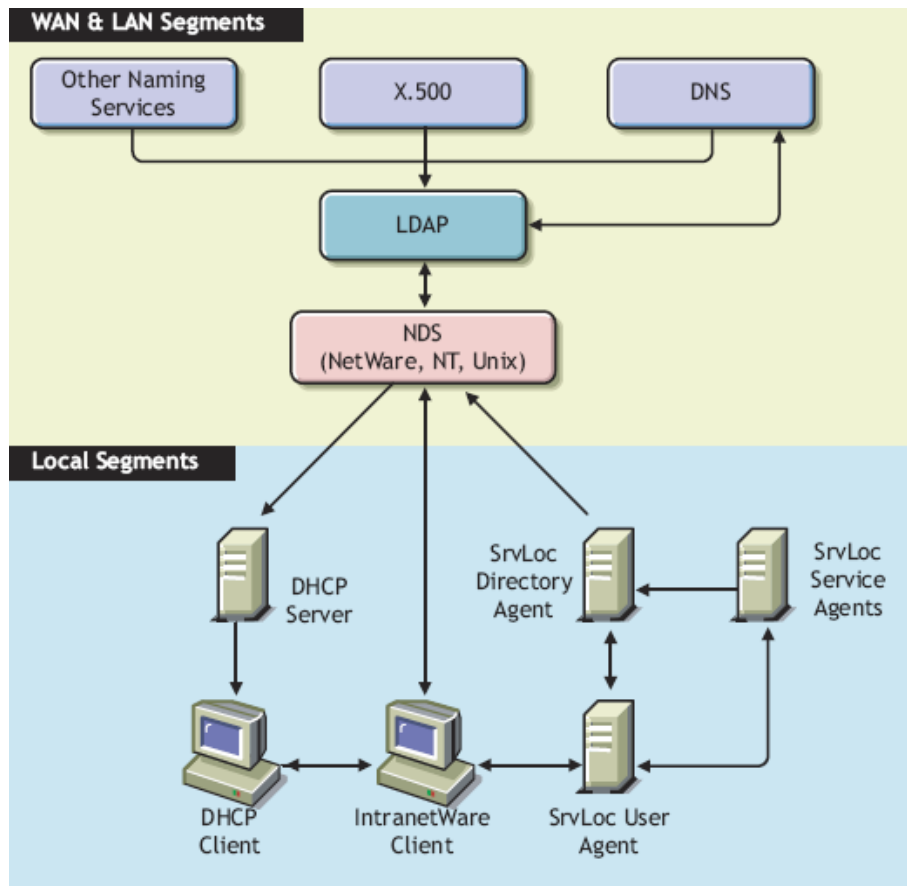 WAN & LAN Segments
Other Naming
Services
X.500
DNS
LDAP
NDS
(NetWare, NT, Unix)
Local Segments
DHCP
Server
SrvLoc
Directory
Agent
SrvLoc
Service
Agents
DHCP
Client
IntranetWare
Client
SrvLoc User
Agent